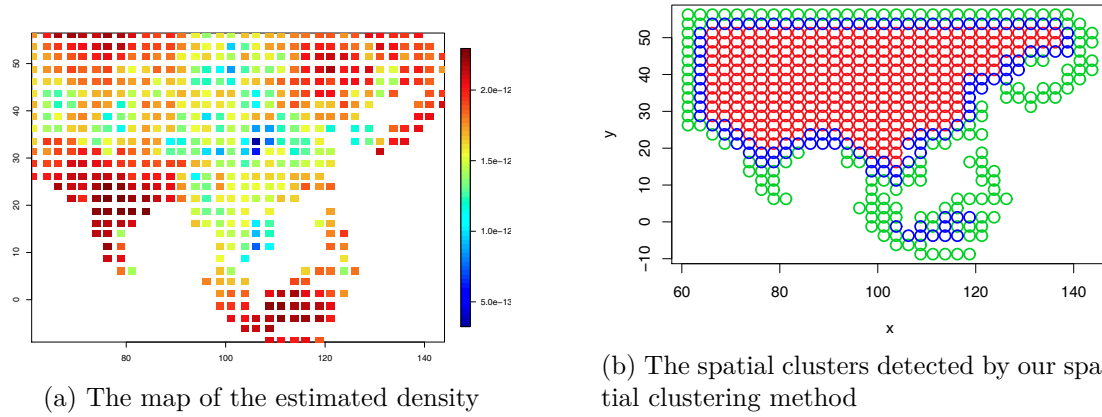 50
40
30
20
10
0
80
100
120
140
2.0e-12
1.5e-12
1.0e-12
5.0e-13
(a) The map of the estimated density
y
50
40
30
20
10
0
−10
60
80
100
120
140
x
(b) The spatial clusters detected by our spa-
tial clustering method